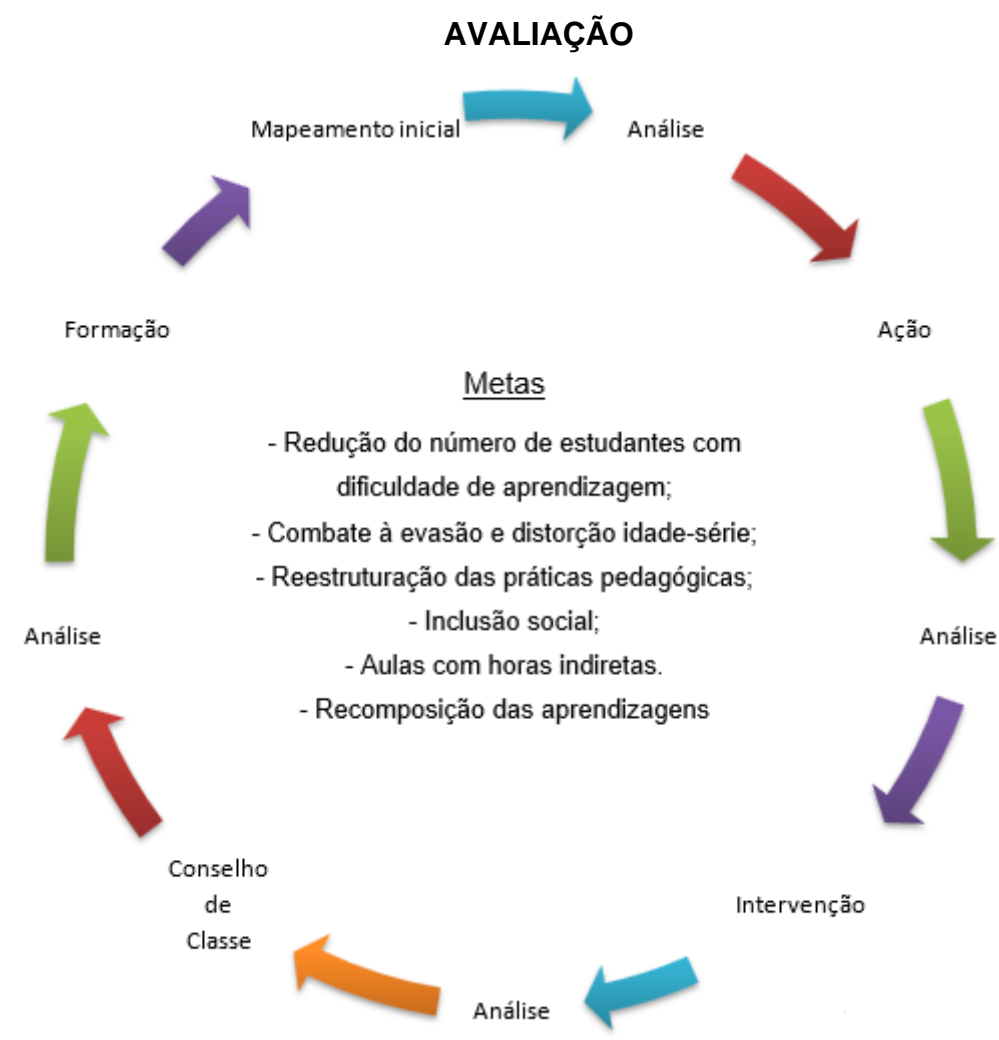 AVALIAÇÃO
Mapeamento inicial
Análise
Ação
Análise
Intervenção
Análise
Conselho
de
Classe
Análise
Formação
Metas
- Redução do número de estudantes com
dificuldade de aprendizagem;
- Combate à evasão e distorção idade-série;
- Reestruturação das práticas pedagógicas;
- Inclusão social;
- Aulas com horas indiretas.
- Recomposição das aprendizagens